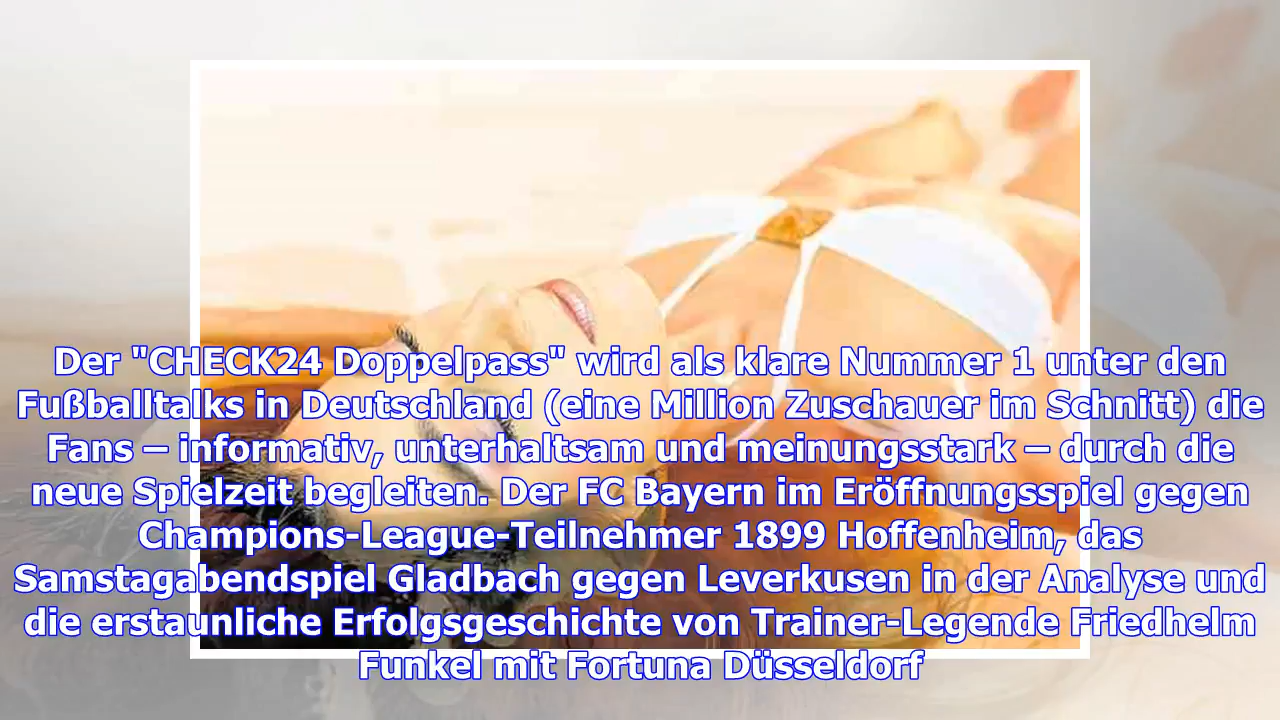 Der "CHECK24 Doppelpass" wird als klare Nummer 1 unter den
Fußballtalks in Deutschland (eine Million Zuschauer im Schnitt) die
Fans – informativ, unterhaltsam und meinungsstark – durch die
neue Spielzeit begleiten. Der FC Bayern im Eröffnungsspiel gegen
Champions-League-Teilnehmer 1899 Hoffenheim, das
Samstagabendspiel Gladbach gegen Leverkusen in der Analyse und
die erstaunliche Erfolgsgeschichte von Trainer-Legende Friedhelm
Funkel mit Fortuna Düsseldorf